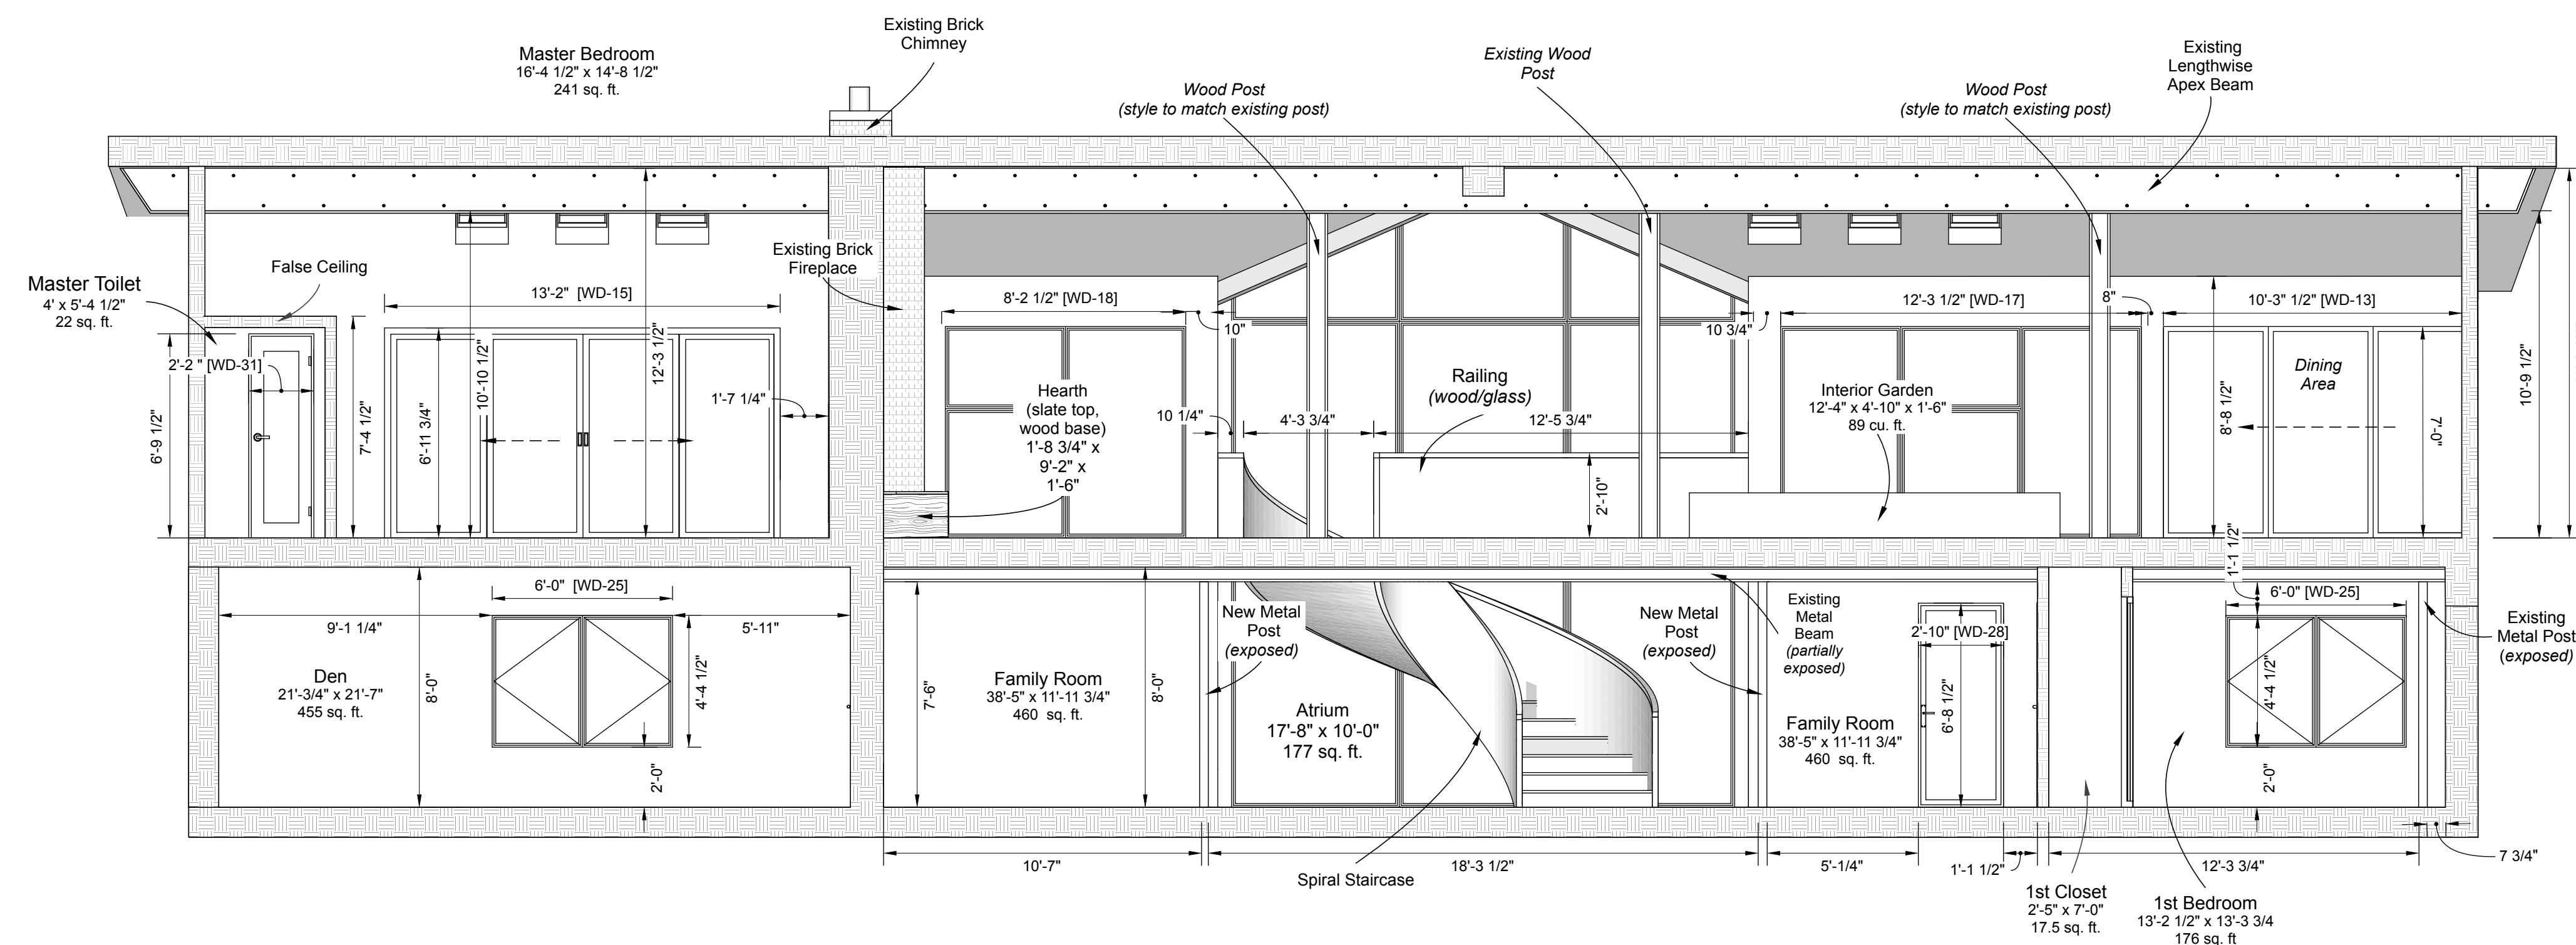 Existing Brick
Chimney
Master Bedroom
16'-4 1/2" x 14'-8 1/2"
241 sq. ft.
Existing Wood
Post
Existing
Lengthwise
Apex Beam
Wood Post
(style to match existing post)
Wood Post
(style to match existing post)
Existing Brick
Fireplace
False Ceiling
Master Toilet
4' x 5'-4 1/2"
22 sq. ft.
13'-2" [WD-15]
8'-2 1/2" [WD-18]
10"
10 3/4"
12'-3 1/2" [WD-17]
8"
10'-3" 1/2" [WD-13]
2'-2 " [WD-31]
6'-9 1/2"
7'-4 1/2"
6'-11 3/4"
10'-10 1/2"
12'-3 1/2"
1'-7 1/4"
Hearth
(slate top,
wood base)
1'-8 3/4" x
9'-2" x
1'-6"
10 1/4"
4'-3 3/4"
Railing
(wood/glass)
12'-5 3/4"
2'-10"
Interior Garden
12'-4" x 4'-10" x 1'-6"
89 cu. ft.
8'-8 1/2"
Dining
Area
7'-0"
10'-9 1/2"
1'-1 1/2"
6'-0" [WD-25]
9'-1 1/4"
5'-11"
Den
21'-3/4" x 21'-7"
455 sq. ft.
8'-0"
4'-4 1/2"
2'-0"
7'-6"
Family Room
38'-5" x 11'-11 3/4"
460 sq. ft.
8'-0"
New Metal
Post
(exposed)
Atrium
17'-8" x 10'-0"
177 sq. ft.
New Metal
Post
(exposed)
Existing
Metal
Beam
(partially
exposed)
Family Room
38'-5" x 11'-11 3/4"
460 sq. ft.
2'-10" [WD-28]
6'-8 1/2"
6'-0" [WD-25]
4'-4 1/2"
2'-0"
Existing
Metal Post
(exposed)
10'-7"
18'-3 1/2"
5'-1/4"
1'-1 1/2"
12'-3 3/4"
7 3/4"
Spiral Staircase
1st Closet
2'-5" x 7'-0"
17.5 sq. ft.
1st Bedroom
13'-2 1/2" x 13'-3 3/4
176 sq. ft